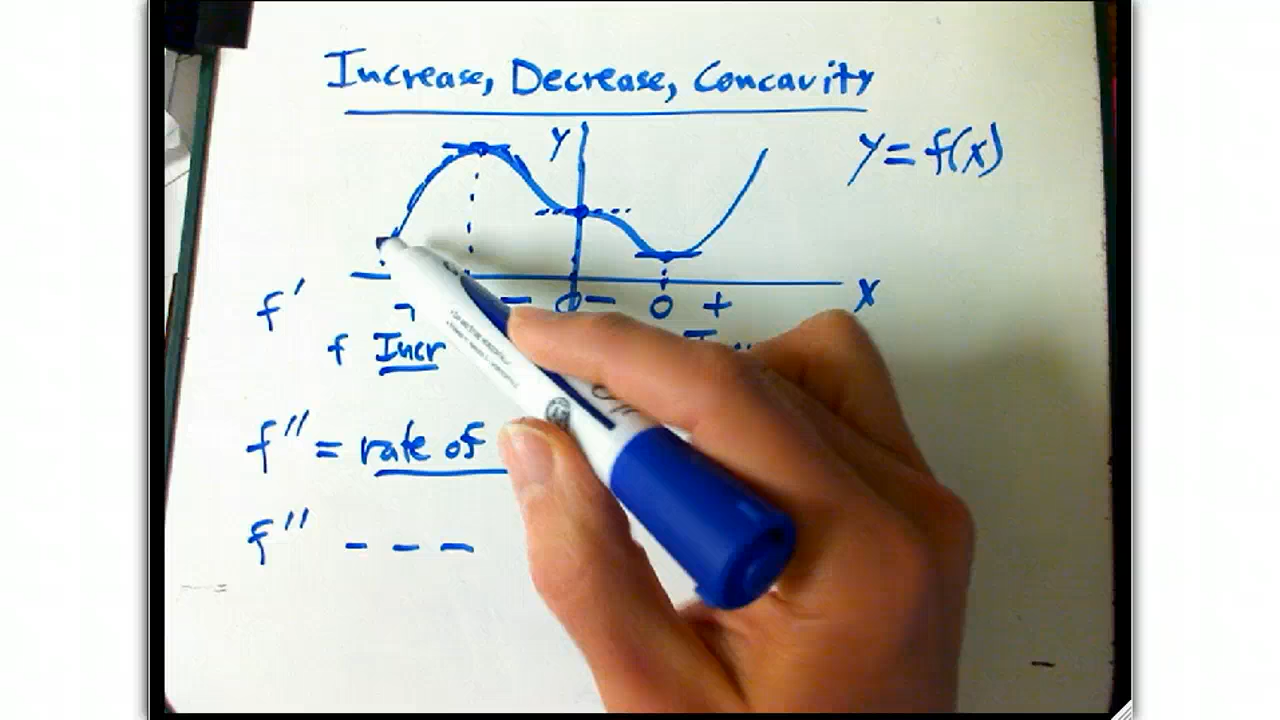 Increase, Decrease, Concavity
y
y = f(x)
x
f' - 0 - 0 +
f Incr
f'' = rate of
f'' - - -